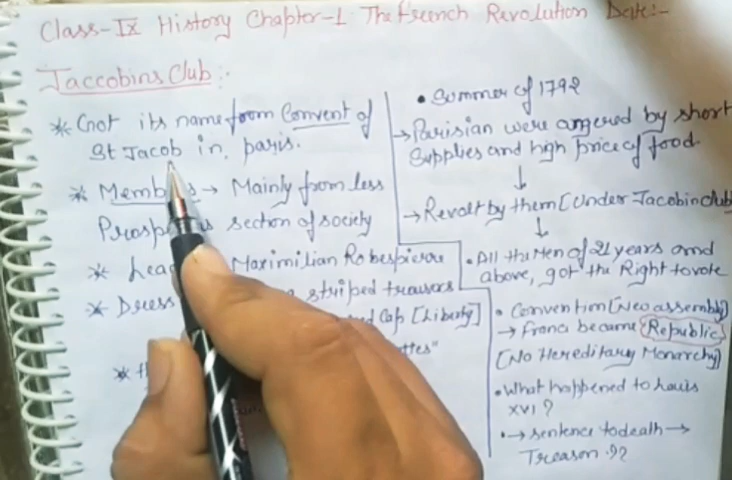 Class-IX History Chapter-1 The French Revolution Date:-
Jaccobins Club:-
* Got its name from Convent of
St Jacob in paris.
* Memb → Mainly from less
Prosp section of society
* Lea Maximilian Robespierre
* Dress striped trousers
Cap [Liberty]
*
• Summer of 1792
→ Parisian were angered by short
Supplies and high price of food
↓
→ Revolt by them [Under Jacobin club
↓
• All the Men of 21 years and
above, got the Right to vote
• Convention [New assembly)
→ Franci became Republic
[No Hereditary Monarchy)
• What happened to Louis
XVI?
• → Sentence to death →
Treason